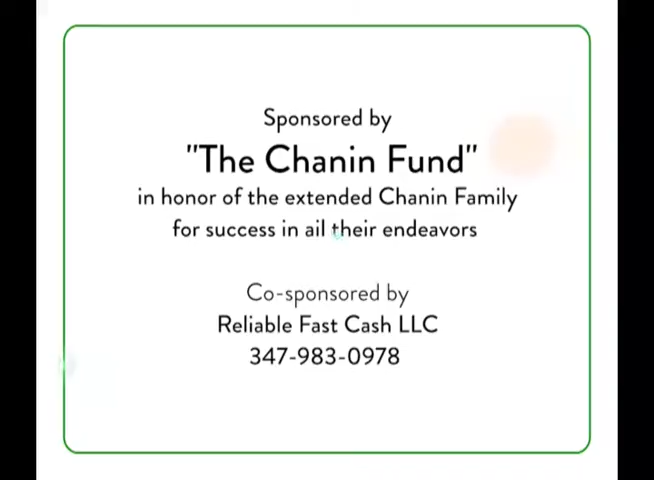 Sponsored by
"The Chanin Fund"
in honor of the extended Chanin Family
for success in ail their endeavors
Co-sponsored by
Reliable Fast Cash LLC
347-983-0978